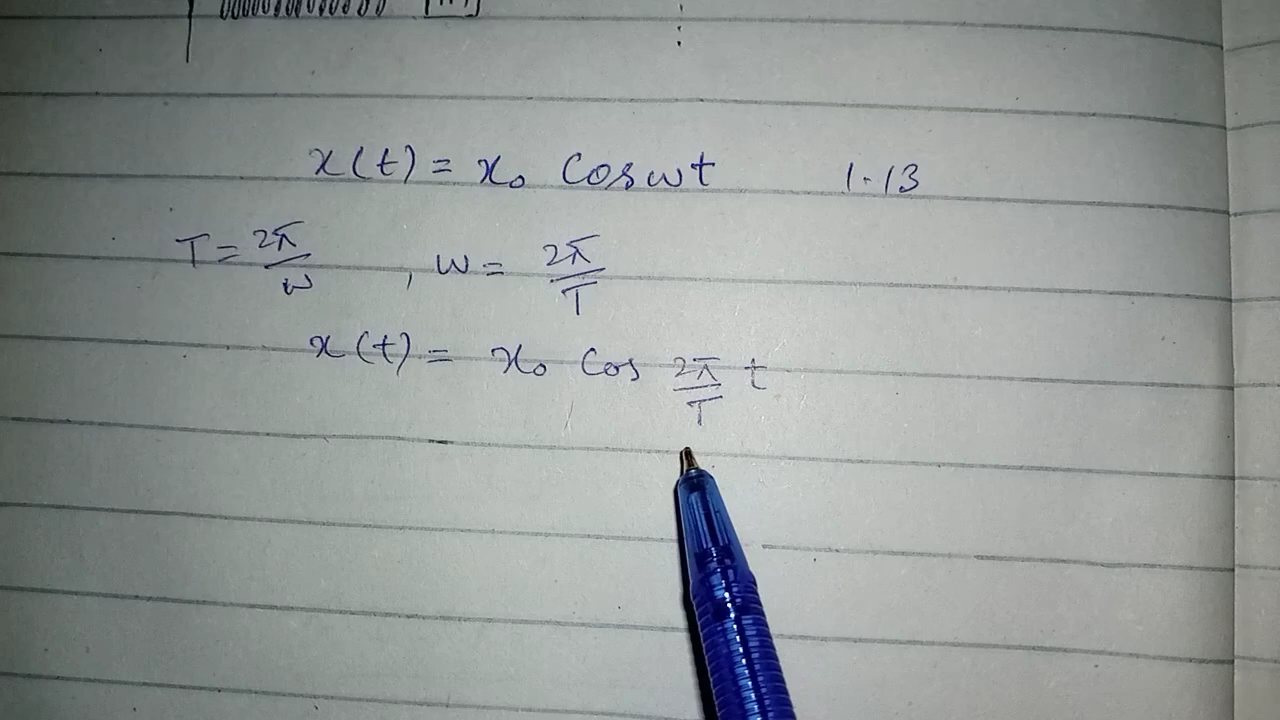 x(t) = x₀ cos ωt 1.13
T = 2π/ω , ω = 2π/T
x(t) = x₀ cos 2π/T t